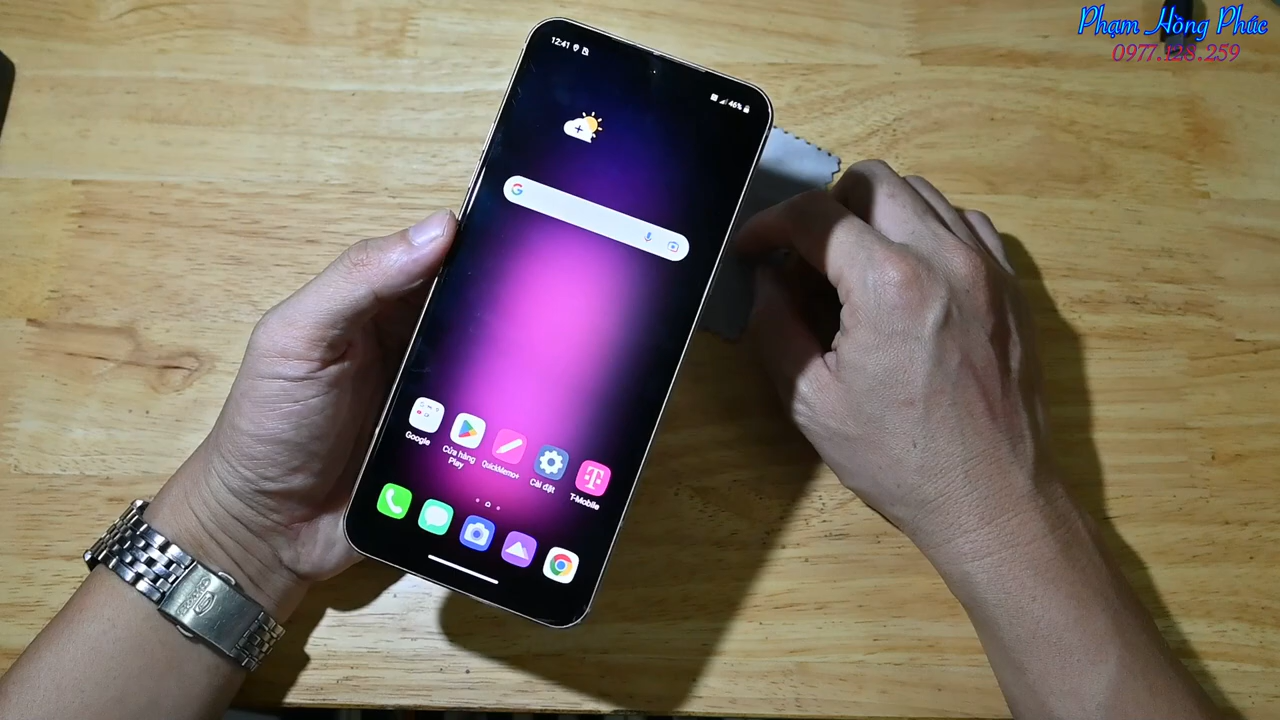 Phạm Hồng Phúc
0977.128.259
12:41
46%
Google
Cửa hàng
Play
QuickMemo+
Cài đặt
T-Mobile